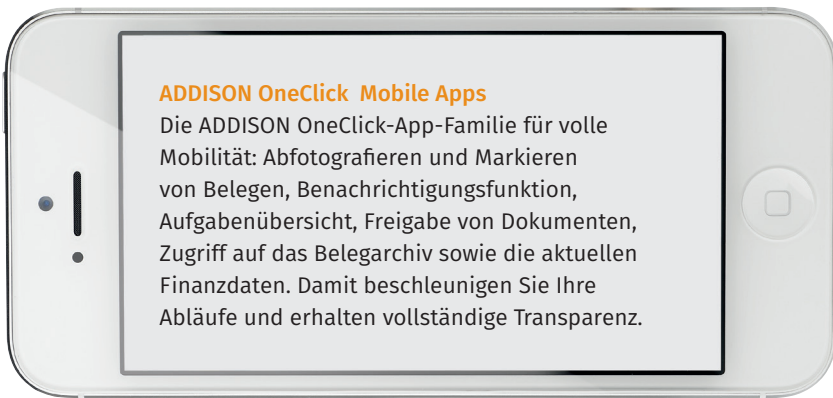 ADDISON OneClick  Mobile Apps
Die ADDISON OneClick-App-Familie für volle
Mobilität: Abfotografieren und Markieren
von Belegen, Benachrichtigungsfunktion,
Aufgabenübersicht, Freigabe von Dokumenten,
Zugriff auf das Belegarchiv sowie die aktuellen
Finanzdaten. Damit beschleunigen Sie Ihre
Abläufe und erhalten vollständige Transparenz.